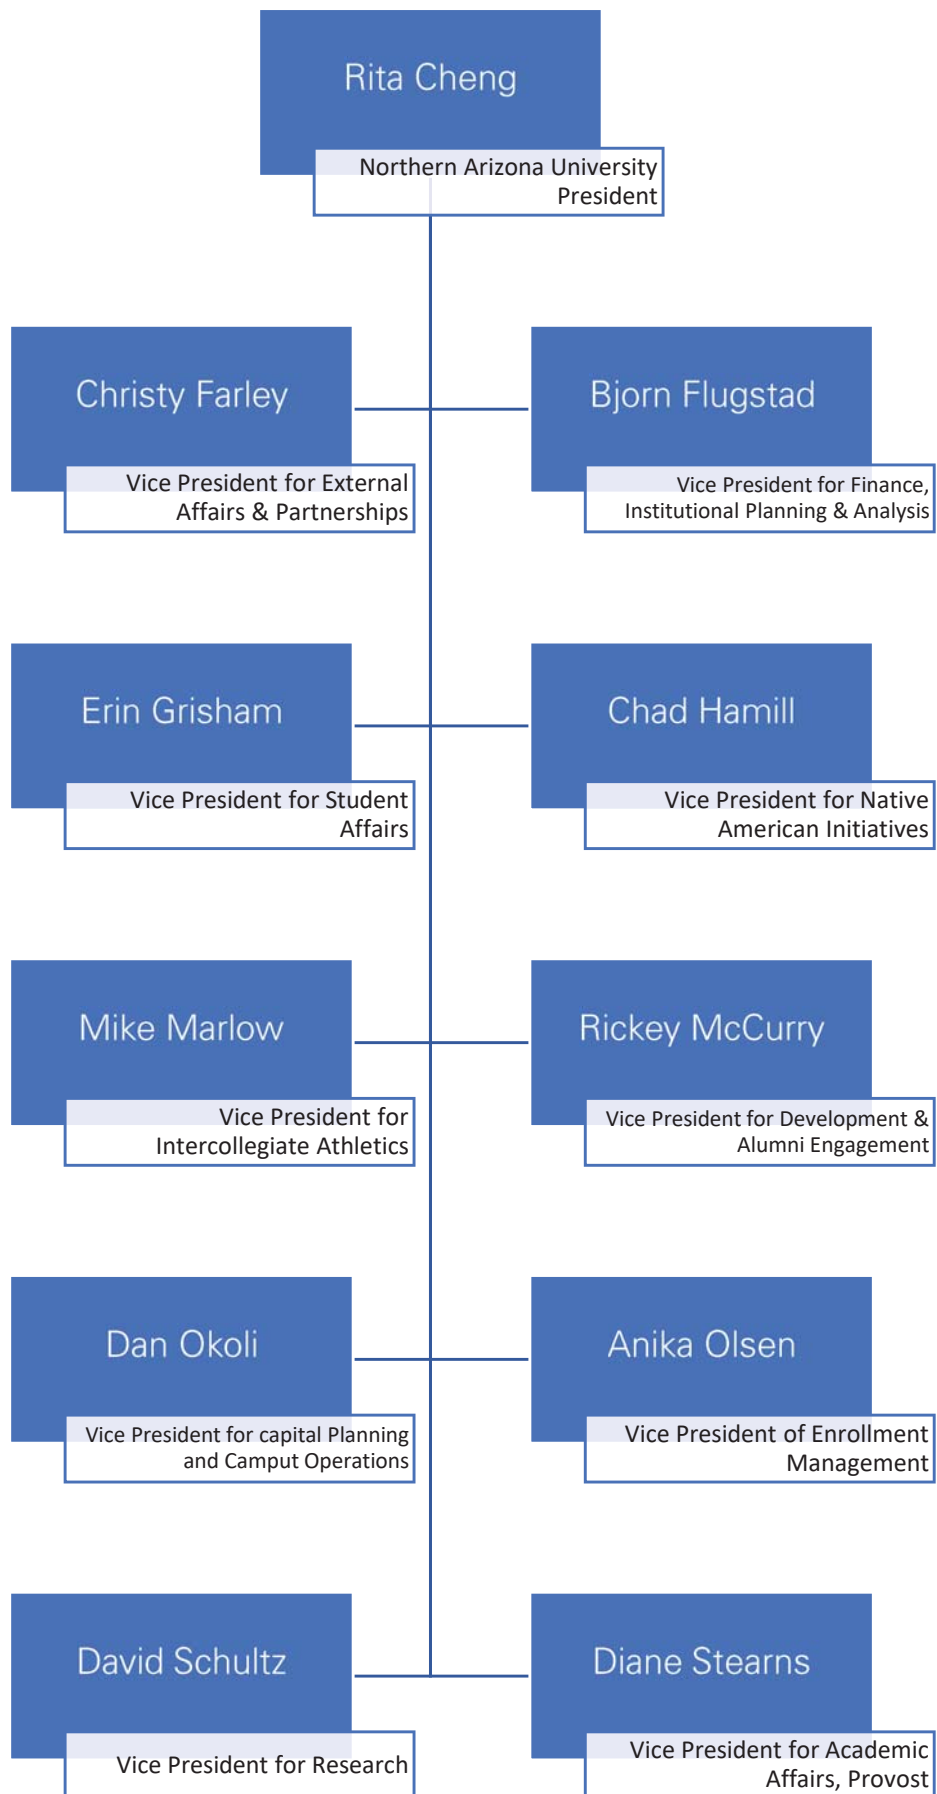 Rita Cheng
Northern Arizona University
President
Christy Farley
Vice President for External
Affairs & Partnerships
Bjorn Flugstad
Vice President for Finance,
Institutional Planning & Analysis
Erin Grisham
Vice President for Student
Affairs
Chad Hamill
Vice President for Native
American Initiatives
Mike Marlow
Vice President for
Intercollegiate Athletics
Rickey McCurry
Vice President for Development &
Alumni Engagement
Dan Okoli
Vice President for capital Planning
and Camput Operations
Anika Olsen
Vice President of Enrollment
Management
David Schultz
Vice President for Research
Diane Stearns
Vice President for Academic
Affairs, Provost